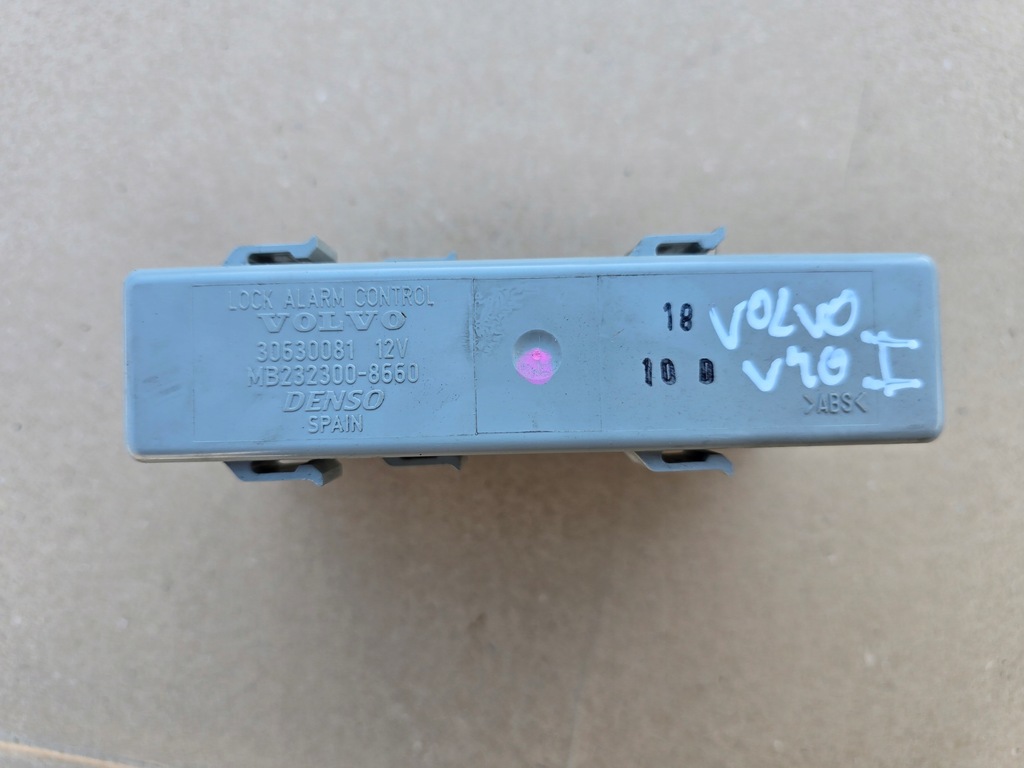 LOCK ALARM CONTROL
VOLVO
30630081 12V
MB232300-8660
DENSO
SPAIN
18
10 D
VOLVO
V40 I
>ABS<